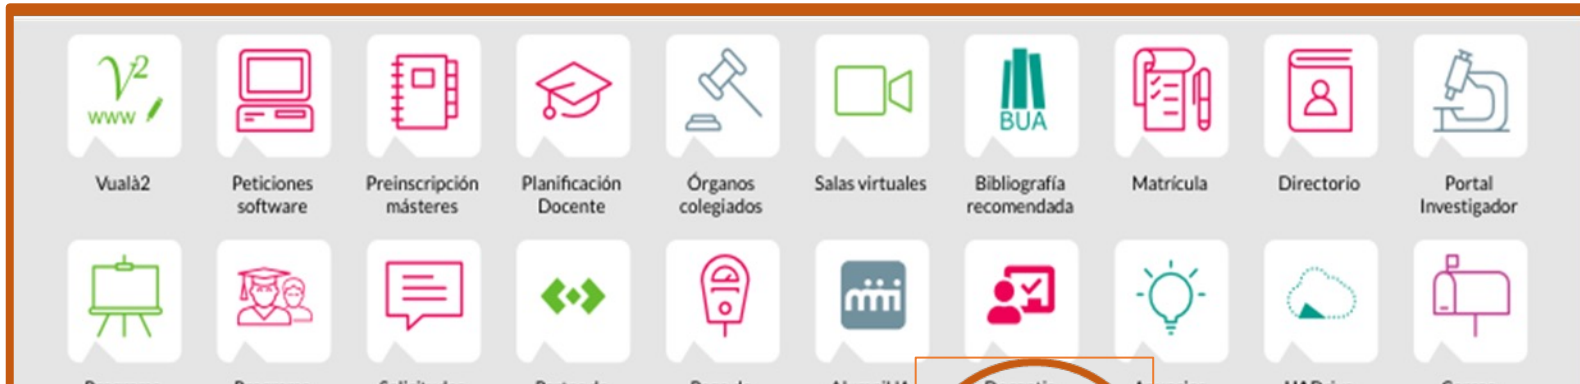 V2
www
BUA
Vualà2
Peticiones
software
Preinscripción
másteres
Planificación
Docente
Órganos
colegiados
Salas virtuales
Bibliografía
recomendada
Matrícula
Directorio
Portal
Investigador